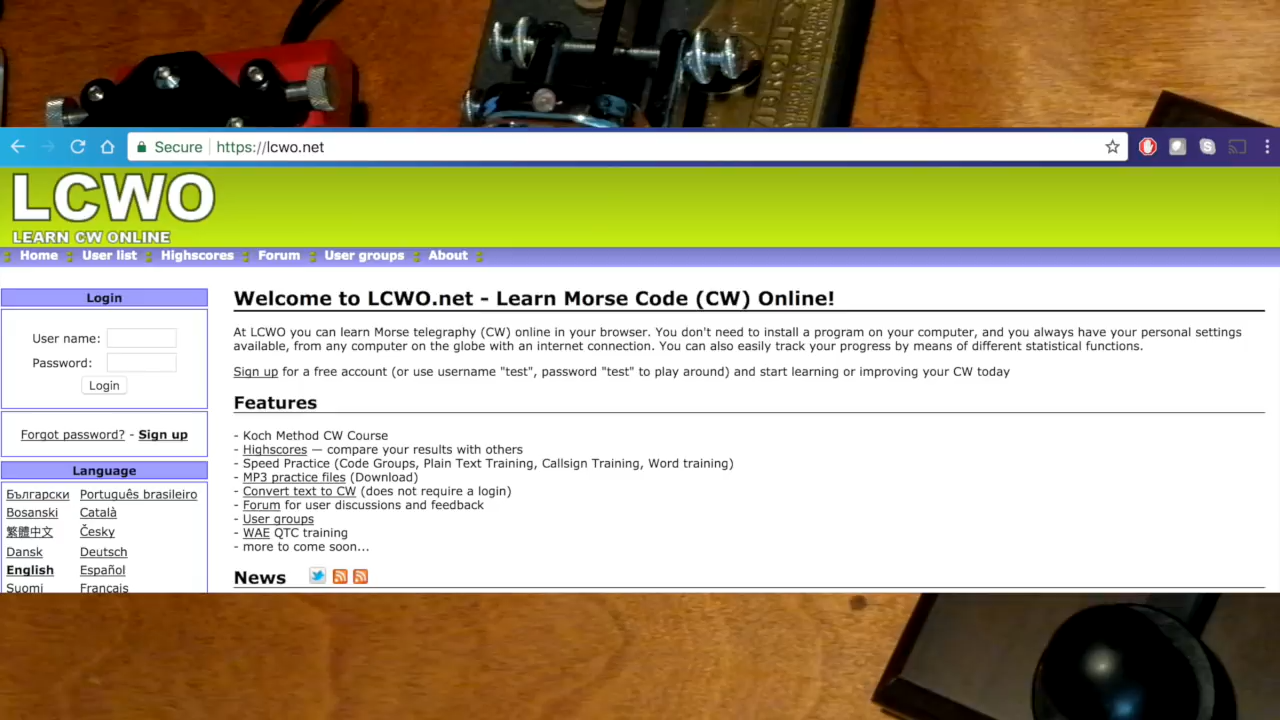 VIBROPLEX
Secure https://lcwo.net
LCWO
LEARN CW ONLINE
Home User list Highscores Forum User groups About
Login
User name:
Password:
Login
Forgot password? - Sign up
Language
Български Português brasileiro
Bosanski Català
繁體中文 Česky
Dansk Deutsch
English Español
Suomi Français
Welcome to LCWO.net - Learn Morse Code (CW) Online!
At LCWO you can learn Morse telegraphy (CW) online in your browser. You don't need to install a program on your computer, and you always have your personal settings
available, from any computer on the globe with an internet connection. You can also easily track your progress by means of different statistical functions.
Sign up for a free account (or use username "test", password "test" to play around) and start learning or improving your CW today
Features
- Koch Method CW Course
- Highscores — compare your results with others
- Speed Practice (Code Groups, Plain Text Training, Callsign Training, Word training)
- MP3 practice files (Download)
- Convert text to CW (does not require a login)
- Forum for user discussions and feedback
- User groups
- WAE QTC training
- more to come soon...
News